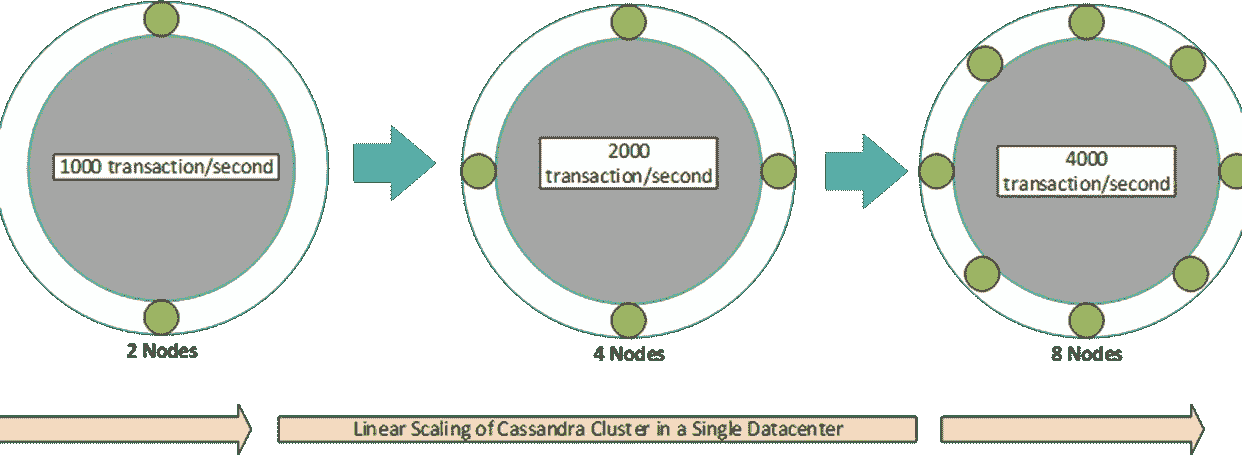 1000 transaction/second
2000
transaction/second
4000
transaction/second
2 Nodes
4 Nodes
8 Nodes
Linear Scaling of Cassandra Cluster in a Single Datacenter